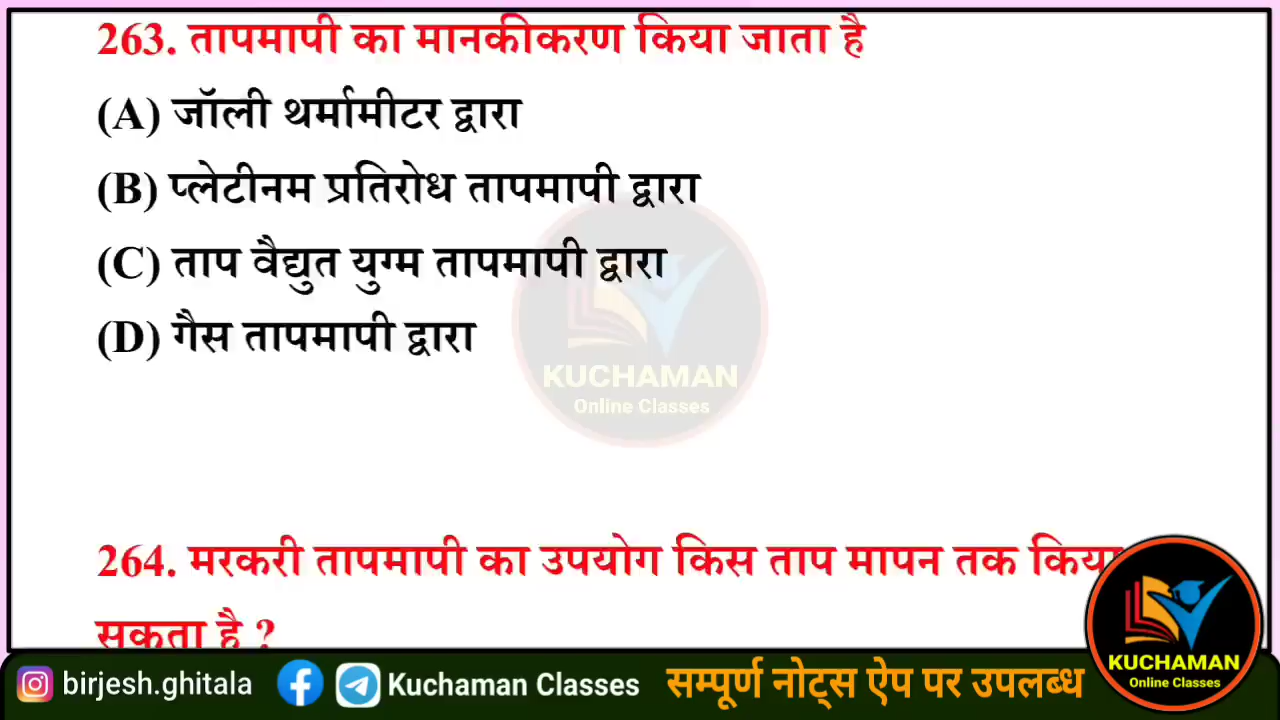 263. तापमापी का मानकीकरण किया जाता है
(A) जॉली थर्मामीटर द्वारा
(B) प्लेटीनम प्रतिरोध तापमापी द्वारा
(C) ताप वैद्युत युग्म तापमापी द्वारा
(D) गैस तापमापी द्वारा
KUCHAMAN
Online Classes
264. मरकरी तापमापी का उपयोग किस ताप मापन तक किया
सकता है ?
KUCHAMAN
Online Classes
birjesh.ghitala
Kuchaman Classes
सम्पूर्ण नोट्स ऐप पर उपलब्ध